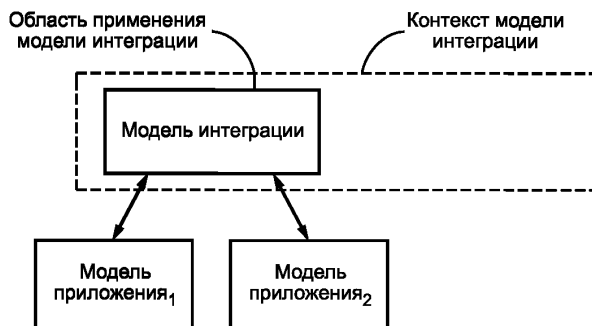 Область применения
модели интеграции
Контекст модели
интеграции
Модель интеграции
Модель
приложения₁
Модель
приложения₂